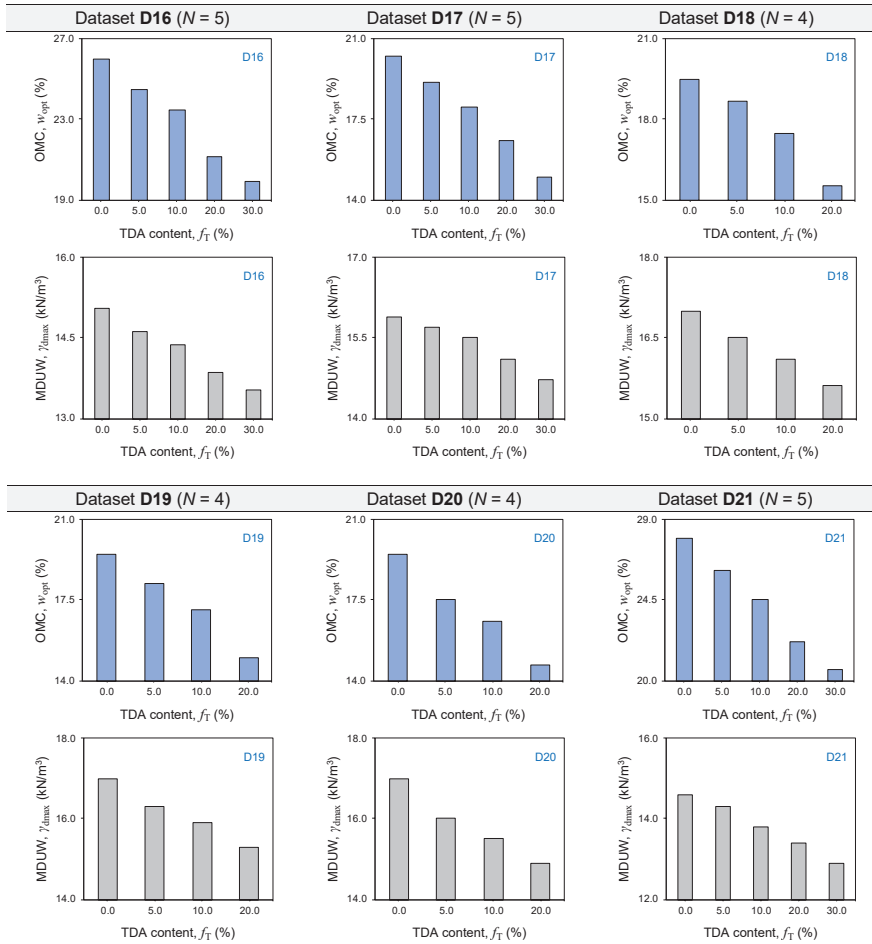 Dataset D16 (N = 5)
Dataset D17 (N = 5)
Dataset D18 (N = 4)
27.0
23.0
19.0
OMC, wopt (%)
D16
0.0 5.0 10.0 20.0 30.0
TDA content, fT (%)
21.0
17.5
14.0
OMC, wopt (%)
D17
0.0 5.0 10.0 20.0 30.0
TDA content, fT (%)
21.0
18.0
15.0
OMC, wopt (%)
D18
0.0 5.0 10.0 20.0
TDA content, fT (%)
16.0
14.5
13.0
MDUW, γdmax (kN/m³)
D16
0.0 5.0 10.0 20.0 30.0
TDA content, fT (%)
17.0
15.5
14.0
MDUW, γdmax (kN/m³)
D17
0.0 5.0 10.0 20.0 30.0
TDA content, fT (%)
18.0
16.5
15.0
MDUW, γdmax (kN/m³)
D18
0.0 5.0 10.0 20.0
TDA content, fT (%)
Dataset D19 (N = 4)
Dataset D20 (N = 4)
Dataset D21 (N = 5)
21.0
17.5
14.0
OMC, wopt (%)
D19
0.0 5.0 10.0 20.0
TDA content, fT (%)
21.0
17.5
14.0
OMC, wopt (%)
D20
0.0 5.0 10.0 20.0
TDA content, fT (%)
29.0
24.5
20.0
OMC, wopt (%)
D21
0.0 5.0 10.0 20.0 30.0
TDA content, fT (%)
18.0
16.0
14.0
MDUW, γdmax (kN/m³)
D19
0.0 5.0 10.0 20.0
TDA content, fT (%)
18.0
16.0
14.0
MDUW, γdmax (kN/m³)
D20
0.0 5.0 10.0 20.0
TDA content, fT (%)
16.0
14.0
12.0
MDUW, γdmax (kN/m³)
D21
0.0 5.0 10.0 20.0 30.0
TDA content, fT (%)